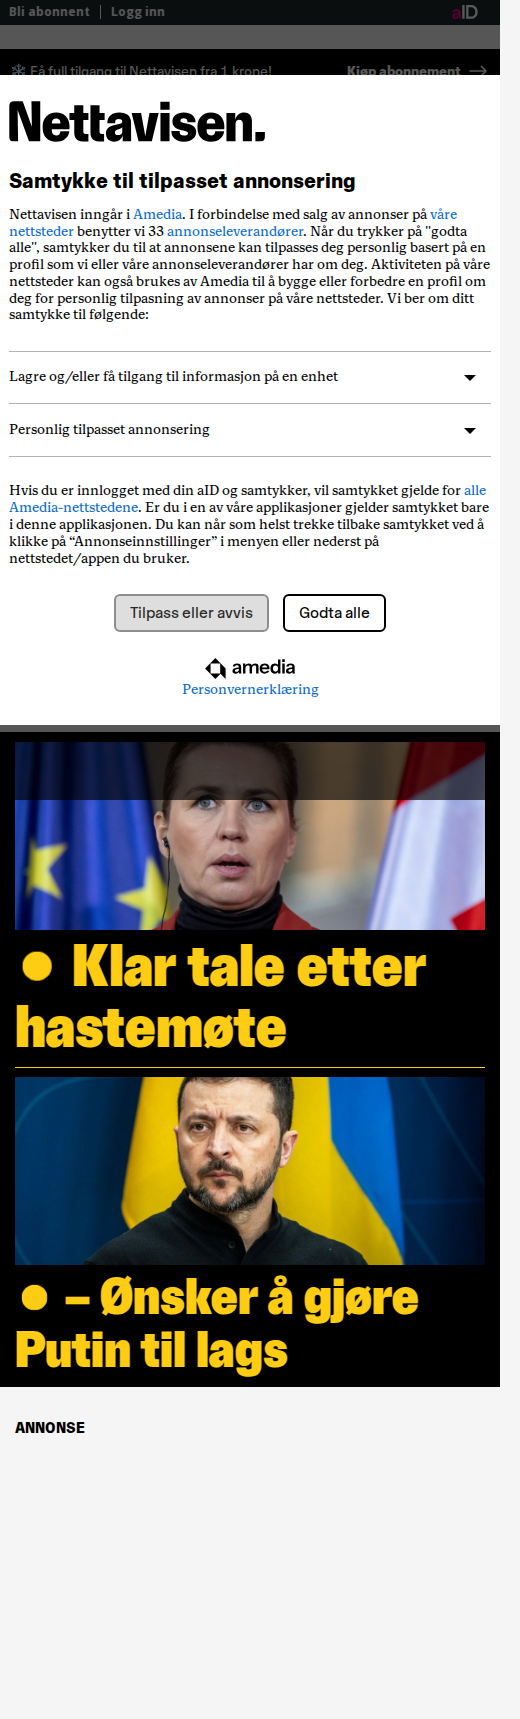 Bli abonnent | Logg inn
aID
Få full tilgang til Nettavisen fra 1 krone!
Kjøp abonnement
Nettavisen.
Samtykke til tilpasset annonsering
Nettavisen inngår i Amedia. I forbindelse med salg av annonser på våre
nettsteder benytter vi 33 annonseleverandører. Når du trykker på "godta
alle", samtykker du til at annonsene kan tilpasses deg personlig basert på en
profil som vi eller våre annonseleverandører har om deg. Aktiviteten på våre
nettsteder kan også brukes av Amedia til å bygge eller forbedre en profil om
deg for personlig tilpasning av annonser på våre nettsteder. Vi ber om ditt
samtykke til følgende:
Lagre og/eller få tilgang til informasjon på en enhet
Personlig tilpasset annonsering
Hvis du er innlogget med din aID og samtykker, vil samtykket gjelde for alle
Amedia-nettstedene. Er du i en av våre applikasjoner gjelder samtykket bare
i denne applikasjonen. Du kan når som helst trekke tilbake samtykket ved å
klikke på “Annonseinnstillinger” i menyen eller nederst på
nettstedet/appen du bruker.
Tilpass eller avvis
Godta alle
amedia
Personvernerklæring
Klar tale etter
hastemøte
– Ønsker å gjøre
Putin til lags
ANNONSE